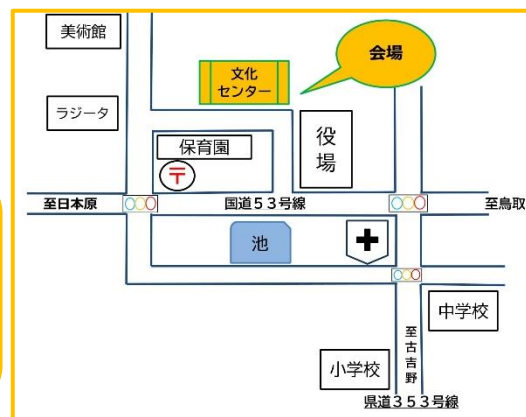 美術館
会場
文化
センター
ラジータ
役場
保育園
〒
至日本原
国道53号線
至鳥取
池
中学校
至古吉野
小学校
県道353号線